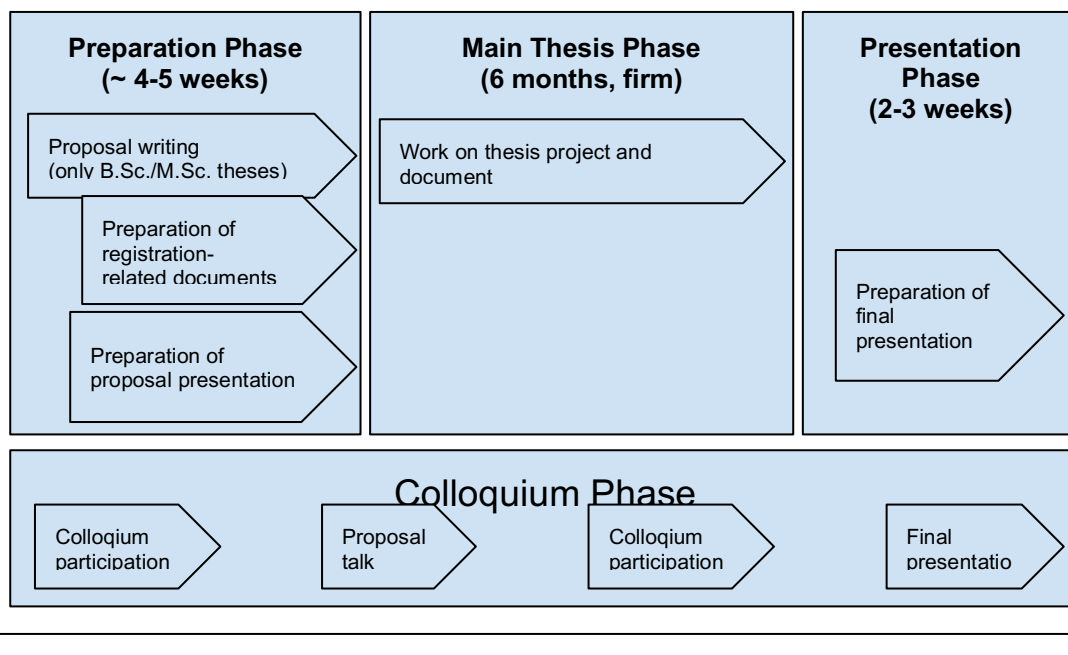 Preparation Phase
(~ 4-5 weeks)
Proposal writing
(only B.Sc./M.Sc. theses)
Preparation of
registration-
related documents
Preparation of
proposal presentation
Main Thesis Phase
(6 months, firm)
Work on thesis project and
document
Presentation
Phase
(2-3 weeks)
Preparation of
final
presentation
Colloquium Phase
Colloqium
participation
Proposal
talk
Colloqium
participation
Final
presentatio